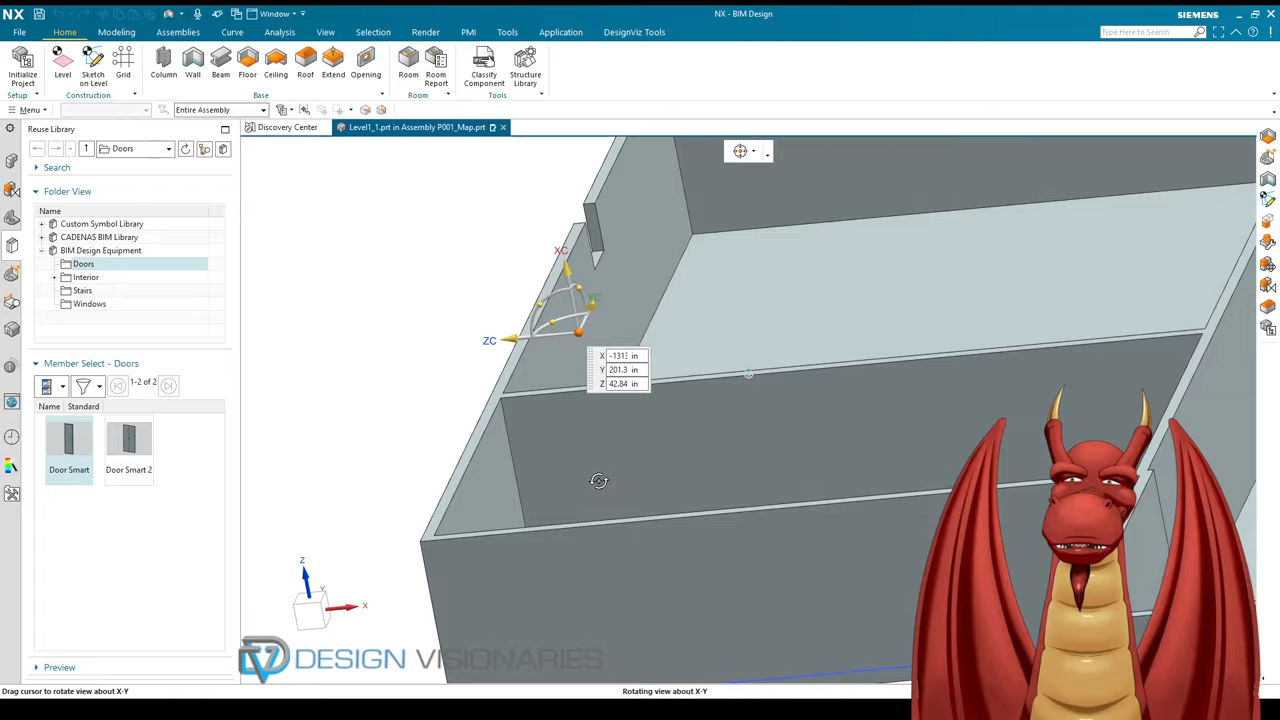 NX
Window
NX - BIM Design
SIEMENS
File
Home
Modeling
Assemblies
Curve
Analysis
View
Selection
Render
PMI
Tools
Application
DesignViz Tools
Type Here to Search
Initialize Project
Level
Sketch on Level
Grid
Column
Wall
Beam
Floor
Ceiling
Roof
Extend
Opening
Room
Room Report
Classify Component
Structure Library
Setup
Construction
Base
Room
Tools
Menu
Entire Assembly
Reuse Library
Discovery Center
Level1_1.prt in Assembly P001_Map.prt
Doors
Search
Folder View
Name
Custom Symbol Library
CADENAS BIM Library
BIM Design Equipment
Doors
Interior
Stairs
Windows
Member Select - Doors
1-2 of 2
Name Standard
Door Smart
Door Smart 2
Preview
XC
YC
ZC
X -1313 in
Y 201.3 in
Z 42.84 in
Z
Y
X
DESIGN VISIONARIES
Drag cursor to rotate view about X-Y
Rotating view about X-Y